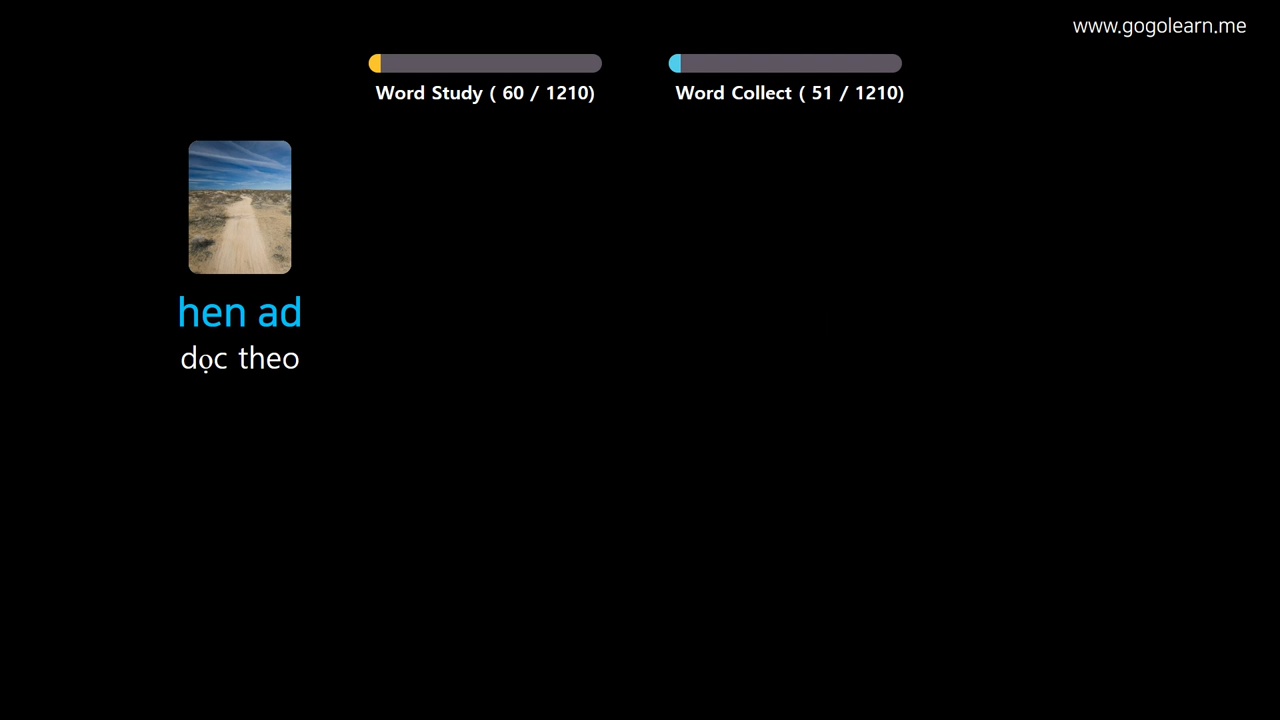 www.gogolearn.me
Word Study ( 60 / 1210)
Word Collect ( 51 / 1210)
hen ad
dọc theo